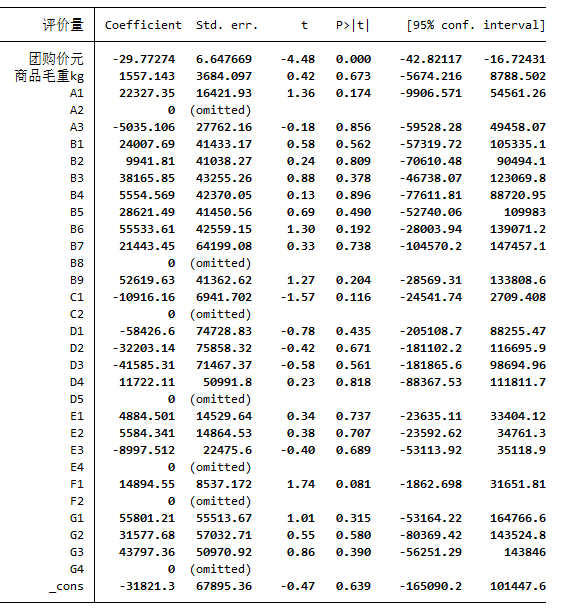 评价量 Coefficient Std. err. t P>|t| [95% conf. interval]
团购价元 -29.77274 6.647669 -4.48 0.000 -42.82117 -16.72431
商品毛重kg 1557.143 3684.097 0.42 0.673 -5674.216 8788.502
A1 22327.35 16421.93 1.36 0.174 -9906.571 54561.26
A2 0 (omitted)
A3 -5035.106 27762.16 -0.18 0.856 -59528.28 49458.07
B1 24007.69 41433.17 0.58 0.562 -57319.72 105335.1
B2 9941.81 41038.27 0.24 0.809 -70610.48 90494.1
B3 38165.85 43255.26 0.88 0.378 -46738.07 123069.8
B4 5554.569 42370.05 0.13 0.896 -77611.81 88720.95
B5 28621.49 41450.56 0.69 0.490 -52740.06 109983
B6 55533.61 42559.15 1.30 0.192 -28003.94 139071.2
B7 21443.45 64199.08 0.33 0.738 -104570.2 147457.1
B8 0 (omitted)
B9 52619.63 41362.62 1.27 0.204 -28569.31 133808.6
C1 -10916.16 6941.702 -1.57 0.116 -24541.74 2709.408
C2 0 (omitted)
D1 -58426.6 74728.83 -0.78 0.435 -205108.7 88255.47
D2 -32203.14 75858.32 -0.42 0.671 -181102.2 116695.9
D3 -41585.31 71467.37 -0.58 0.561 -181865.6 98694.96
D4 11722.11 50991.8 0.23 0.818 -88367.53 111811.7
D5 0 (omitted)
E1 4884.501 14529.64 0.34 0.737 -23635.11 33404.12
E2 5584.341 14864.53 0.38 0.707 -23592.62 34761.3
E3 -8997.512 22475.6 -0.40 0.689 -53113.92 35118.9
E4 0 (omitted)
F1 14894.55 8537.172 1.74 0.081 -1862.698 31651.81
F2 0 (omitted)
G1 55801.21 55513.67 1.01 0.315 -53164.22 164766.6
G2 31577.68 57032.71 0.55 0.580 -80369.42 143524.8
G3 43797.36 50970.92 0.86 0.390 -56251.29 143846
G4 0 (omitted)
_cons -31821.3 67895.36 -0.47 0.639 -165090.2 101447.6